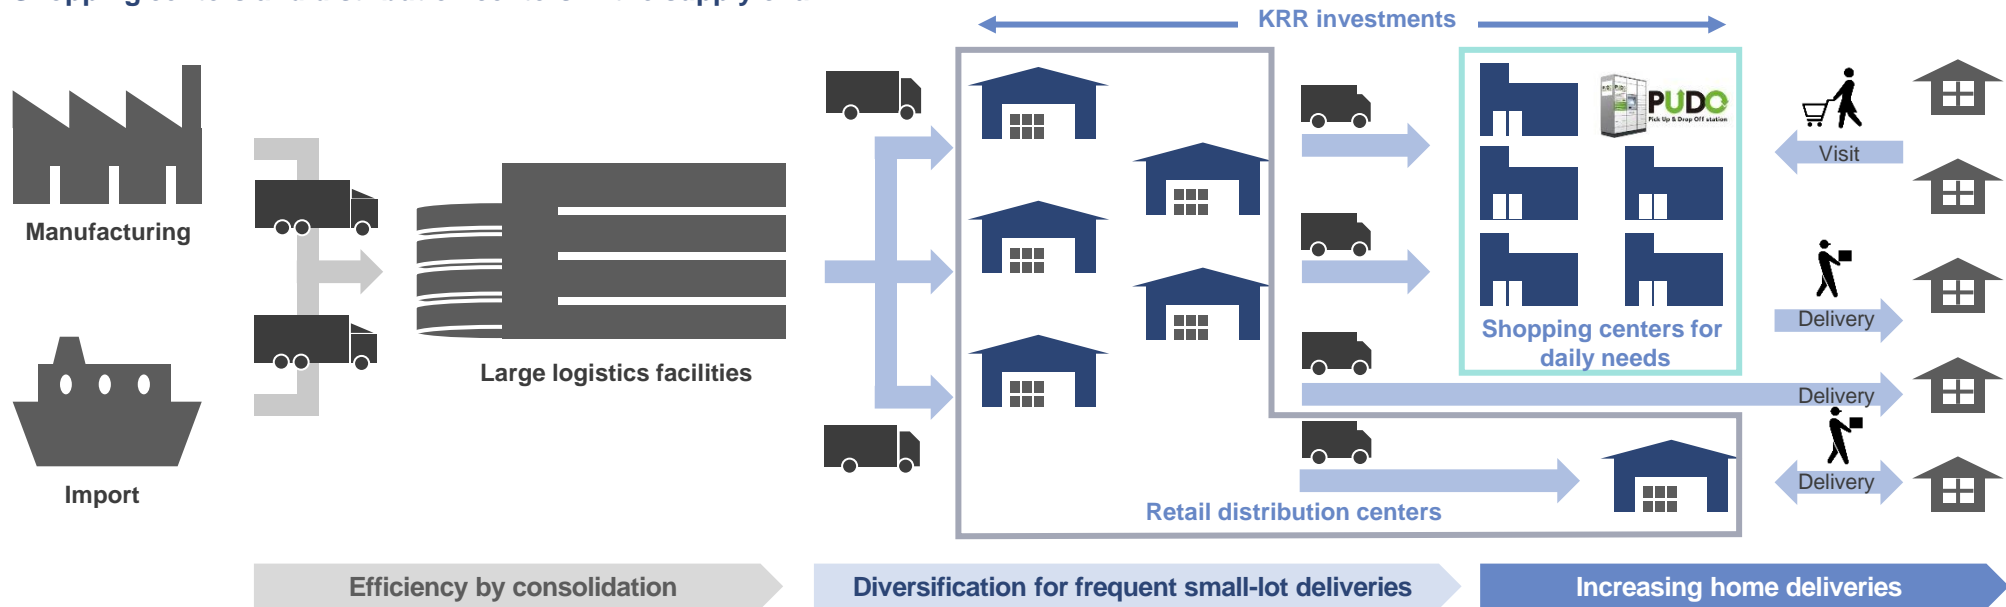 KRR investments
PUDO
Pick Up & Drop Off station
Visit
Manufacturing
Delivery
Shopping centers for
daily needs
Large logistics facilities
Delivery
Delivery
Import
Retail distribution centers
Efficiency by consolidation
Diversification for frequent small-lot deliveries
Increasing home deliveries